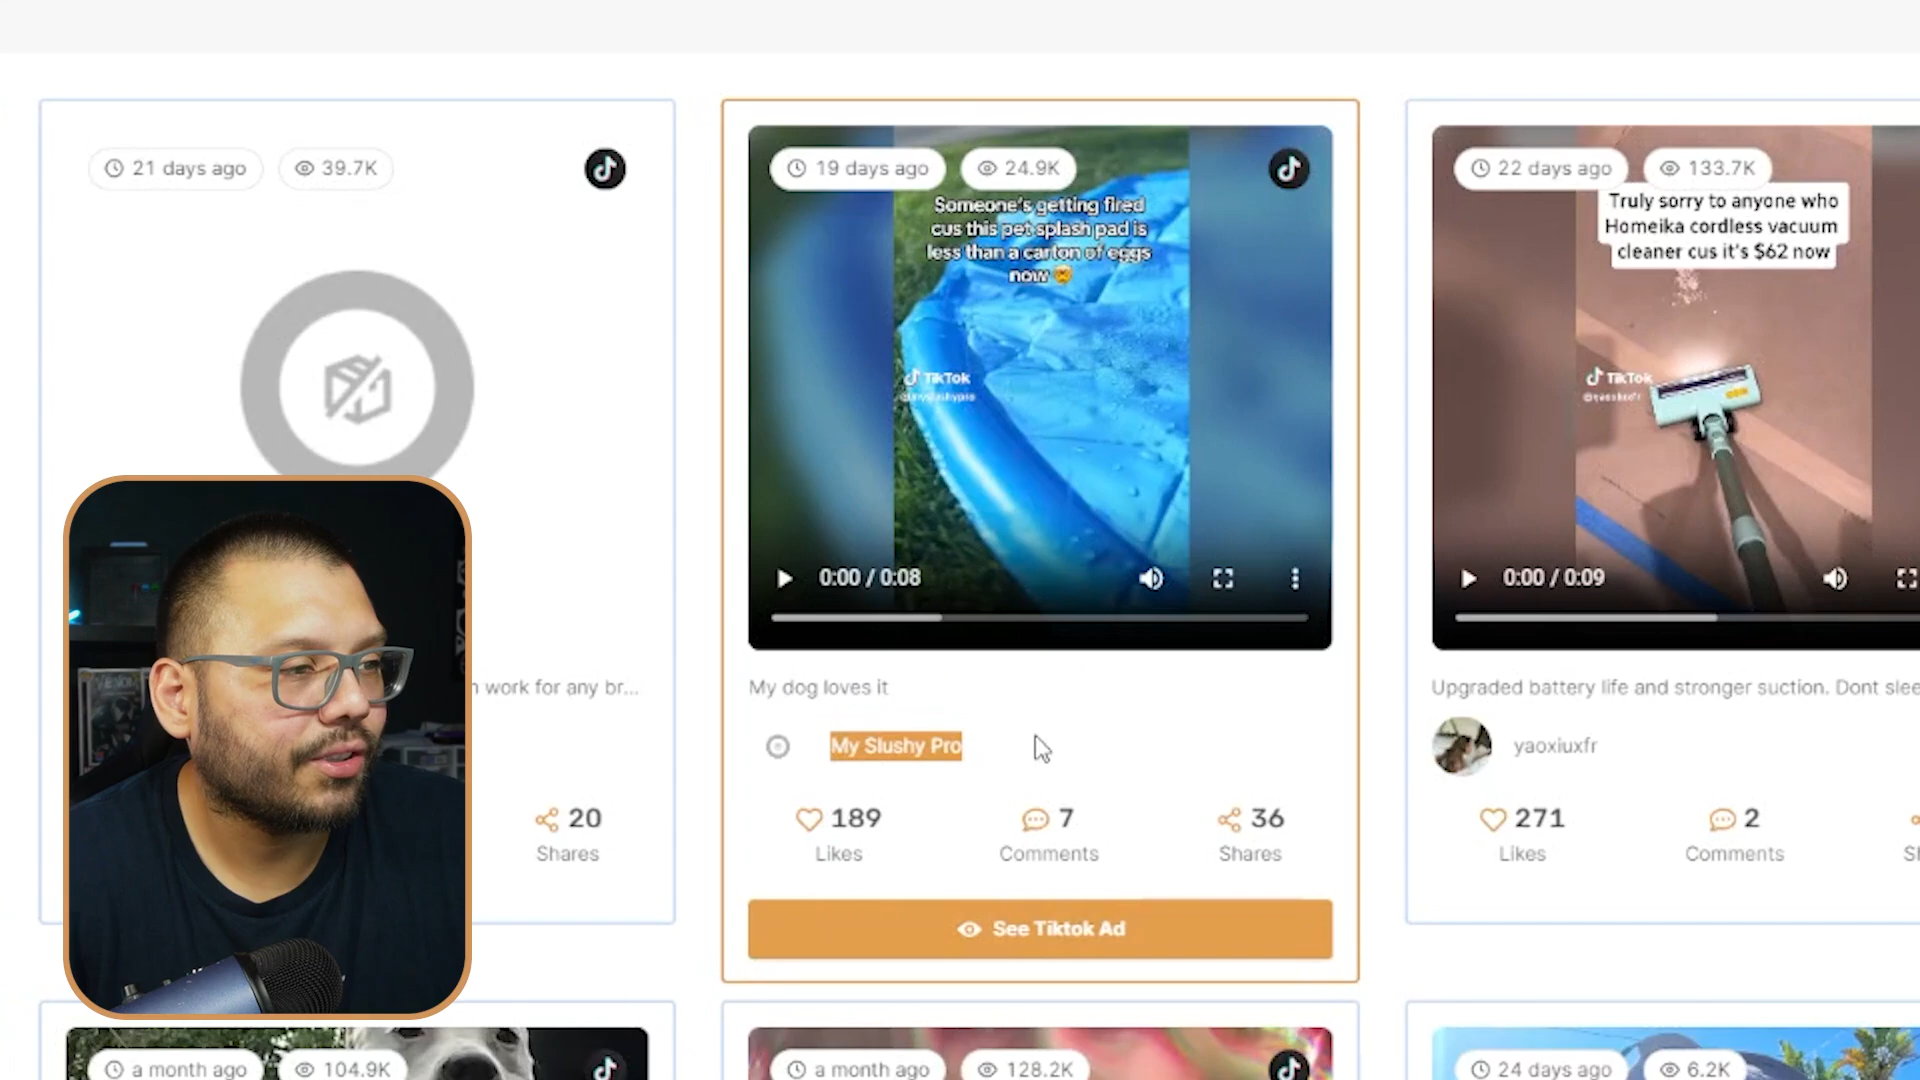 21 days ago
39.7K
19 days ago
24.9K
22 days ago
133.7K
Someone's getting fired
cus this pet splash pad is
less than a carton of eggs
now 🤯
Truly sorry to anyone who
Homeika cordless vacuum
cleaner cus it's $62 now
TikTok
TikTok
@yaoxiuxfr
0:00 / 0:08
0:00 / 0:09
work for any br...
My dog loves it
Upgraded battery life and stronger suction. Dont slee
My Slushy Pro
yaoxiuxfr
20
Shares
189
Likes
7
Comments
36
Shares
271
Likes
2
Comments
See Tiktok Ad
a month ago
104.9K
a month ago
128.2K
24 days ago
6.2K